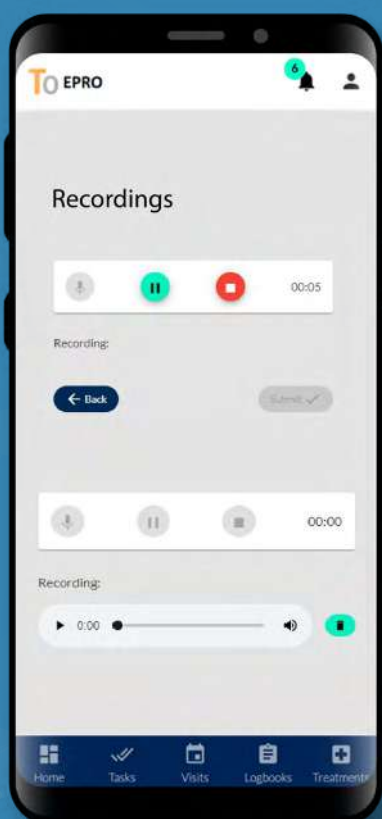 TO EPRO
6
Recordings
00:05
Recording:
← Back
Submit ✓
00:00
Recording:
0:00
Home Tasks Visits Logbooks Treatments